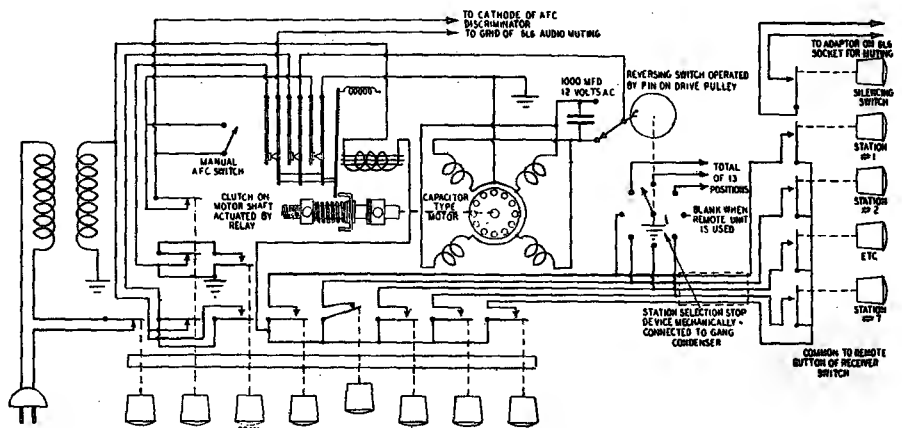 TO CATHODE OF AFC
DISCRIMINATOR
TO GRID OF 6L6 AUDIO MUTING
TO ADAPTOR ON 6L6
SOCKET FOR MUTING
1000 MFD
12 VOLTS A.C.
REVERSING SWITCH OPERATED
BY PIN ON DRIVE PULLEY
SILENCING
SWITCH
MANUAL
AFC SWITCH
STATION
#1
TOTAL
OF 13
POSITIONS
CLUTCH ON
MOTOR SHAFT
ACTUATED BY
RELAY
CAPACITOR
TYPE
MOTOR
BLANK WHEN
REMOTE UNIT
IS USED
STATION
#2
ETC
STATION
#7
STATION SELECTION STOP
DEVICE MECHANICALLY -
CONNECTED TO GANG
CONDENSER
COMMON TO REMOTE
BUTTON OF RECEIVER
SWITCH